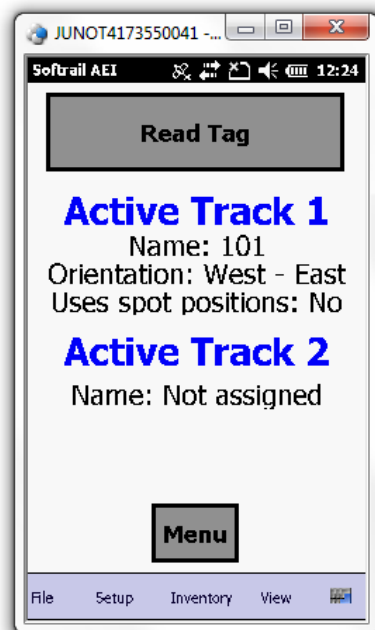 JUNOT4173550041 -...
Softrail AEI 12:24
Read Tag
Active Track 1
Name: 101
Orientation: West - East
Uses spot positions: No
Active Track 2
Name: Not assigned
Menu
File Setup Inventory View